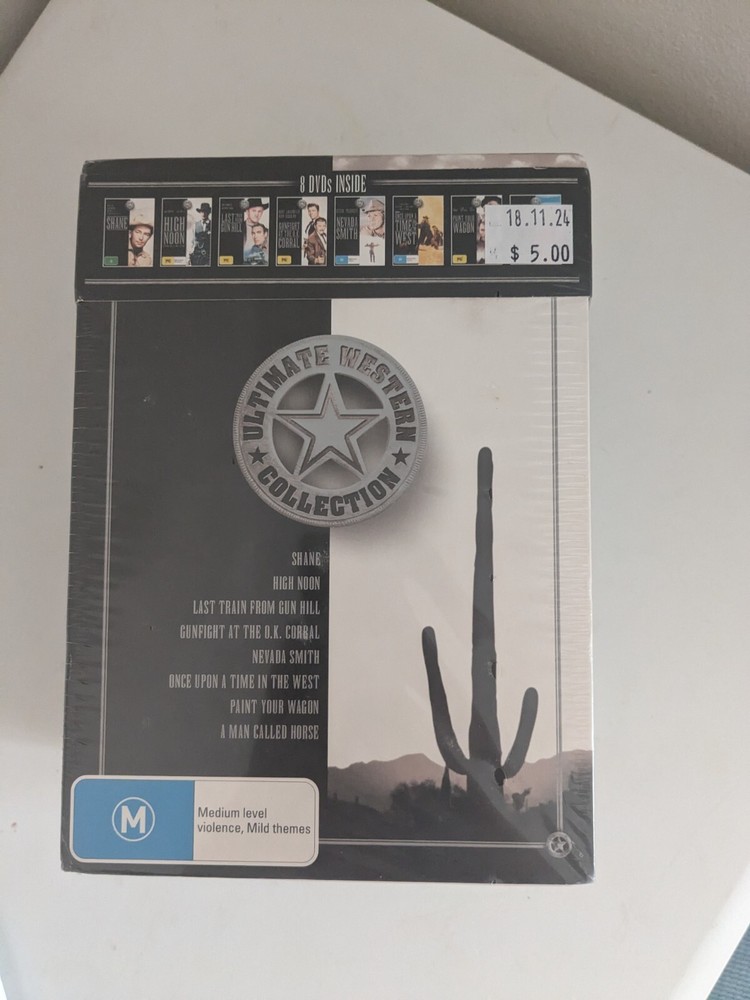 8 DVDs INSIDE
SHANE
HIGH NOON
LAST TRAIN FROM GUN HILL
GUNFIGHT AT THE O.K. CORRAL
NEVADA SMITH
ONCE UPON A TIME IN THE WEST
PAINT YOUR WAGON
18.11.24
$ 5.00
ULTIMATE WESTERN
COLLECTION
SHANE
HIGH NOON
LAST TRAIN FROM GUN HILL
GUNFIGHT AT THE O.K. CORRAL
NEVADA SMITH
ONCE UPON A TIME IN THE WEST
PAINT YOUR WAGON
A MAN CALLED HORSE
M
Medium level
violence, Mild themes